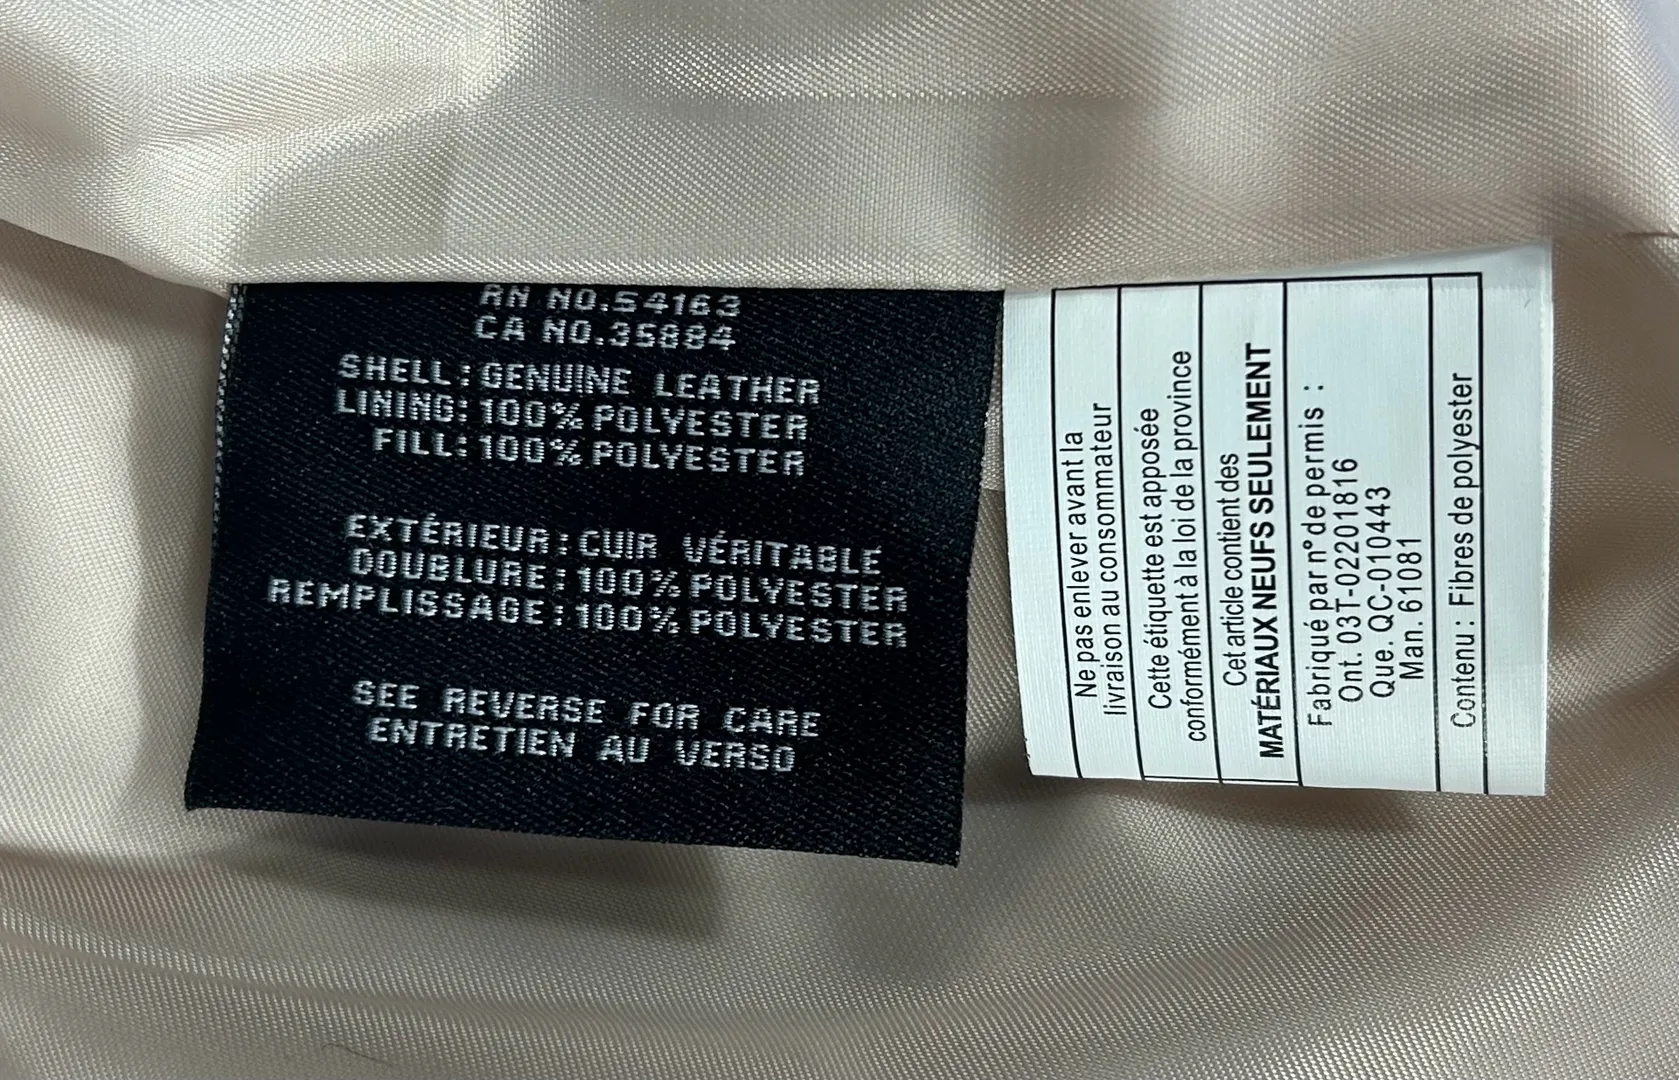 RN NO.54163
CA NO.35884
SHELL: GENUINE LEATHER
LINING: 100% POLYESTER
FILL: 100% POLYESTER
EXTÉRIEUR: CUIR VÉRITABLE
DOUBLURE: 100% POLYESTER
REMPLISSAGE: 100% POLYESTER
SEE REVERSE FOR CARE
ENTRETIEN AU VERSO
Ne pas enlever avant la
livraison au consommateur
Cette étiquette est apposée
conformément à la loi de la province
Cet article contient des
MATÉRIAUX NEUFS SEULEMENT
Fabriqué par n° de permis :
Ont. 03T-02201816
Que. QC-010443
Man. 61081
Contenu : Fibres de polyester